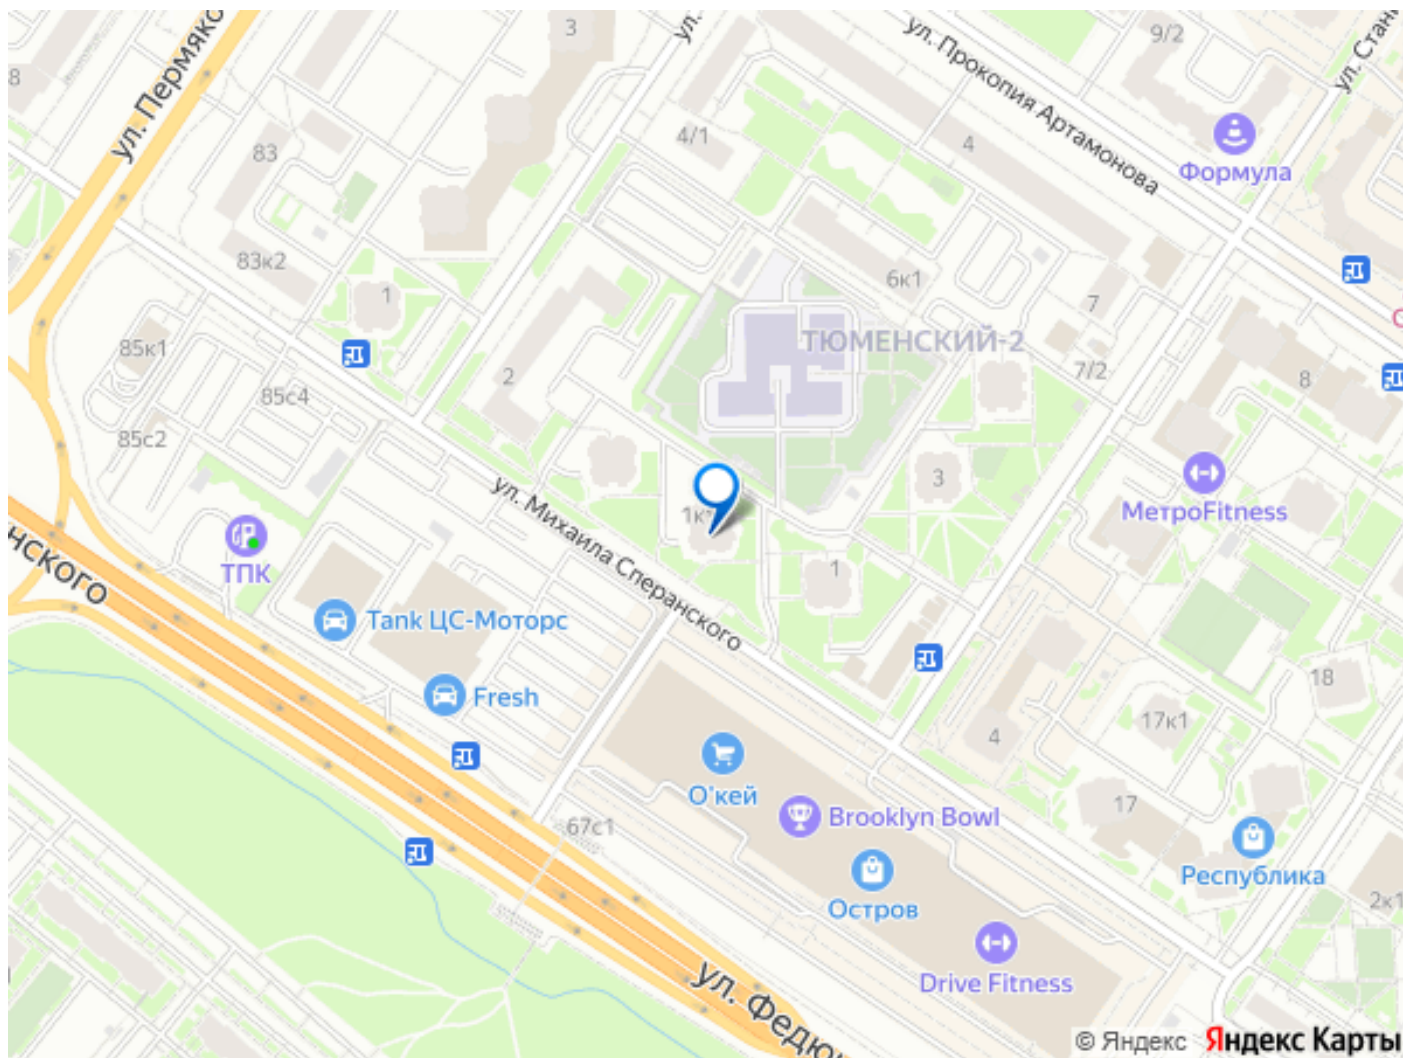 ул. Пермяко
3
ул.
ул. Прокопия Артамонова
9/2
ул. Стан
8
83
4/1
4
Формула
83к2
1
6к1
7
ТЮМЕНСКИЙ-2
85к1
85с4
2
7/2
8
85с2
3
МетроFitness
ул. Михаила Сперанского
1к
1
нского
ТПК
Tank ЦС-Моторс
Fresh
18
17к1
4
О'кей
17
Brooklyn Bowl
67с1
Республика
Остров
2к1
Drive Fitness
ул. Федю
© Яндекс Яндекс Карты